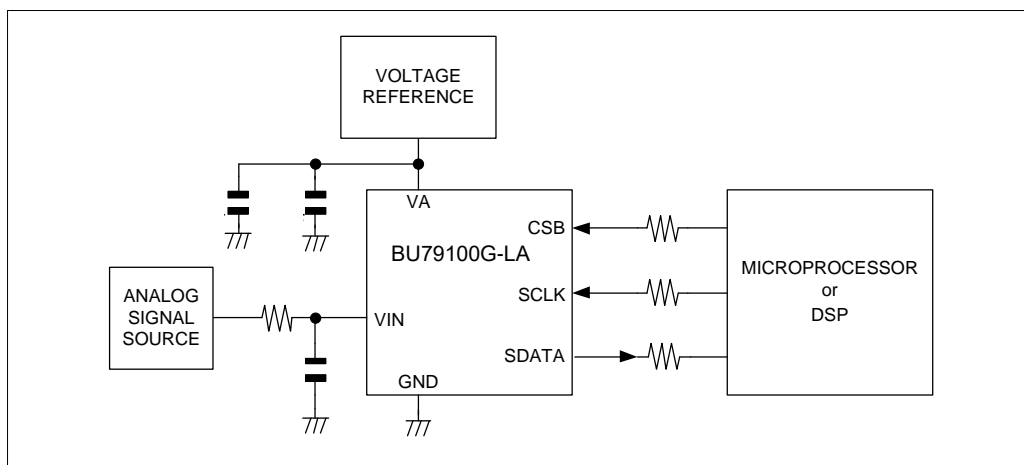 VOLTAGE
REFERENCE
VA
CSB
BU79100G-LA
SCLK
SDATA
VIN
GND
ANALOG
SIGNAL
SOURCE
MICROPROCESSOR
or
DSP